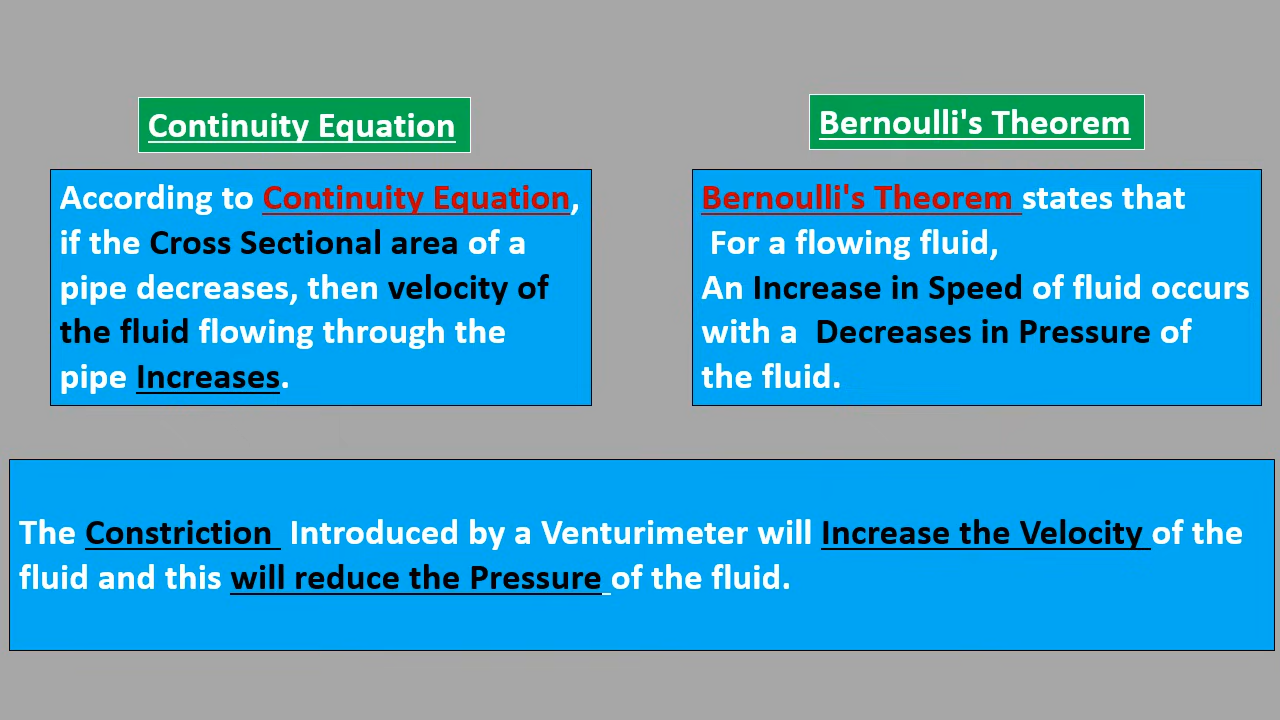 Continuity Equation
According to Continuity Equation,
if the Cross Sectional area of a
pipe decreases, then velocity of
the fluid flowing through the
pipe Increases.
Bernoulli's Theorem
Bernoulli's Theorem states that
For a flowing fluid,
An Increase in Speed of fluid occurs
with a Decreases in Pressure of
the fluid.
The Constriction Introduced by a Venturimeter will Increase the Velocity of the
fluid and this will reduce the Pressure of the fluid.